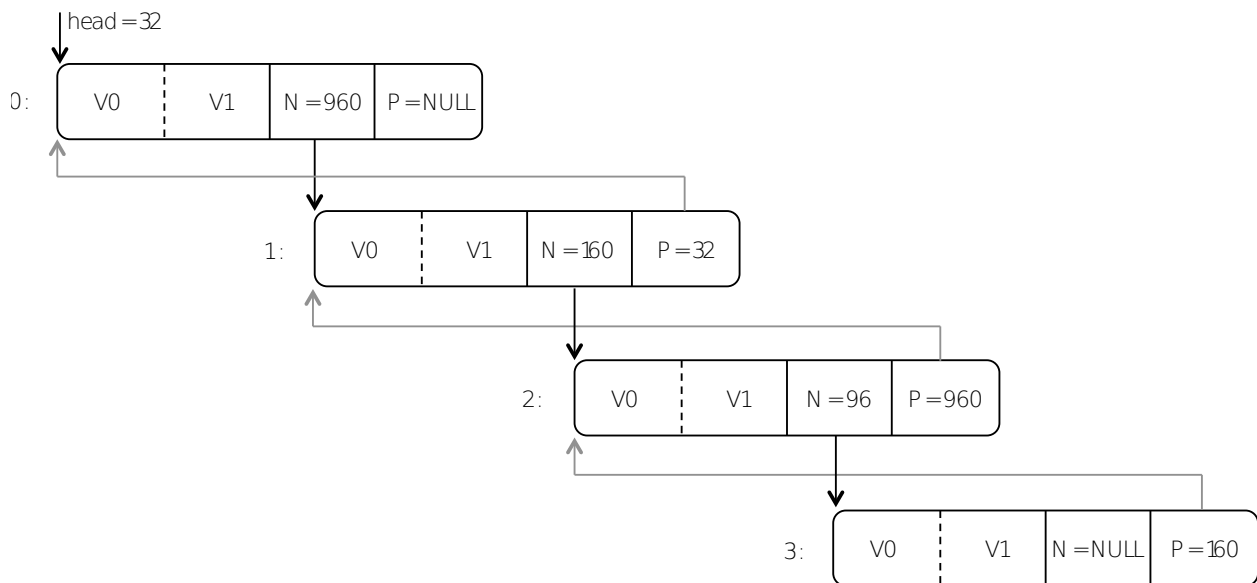 head = 32
0: V0 V1 N = 960 P = NULL
1: V0 V1 N = 160 P = 32
2: V0 V1 N = 96 P = 960
3: V0 V1 N = NULL P = 160